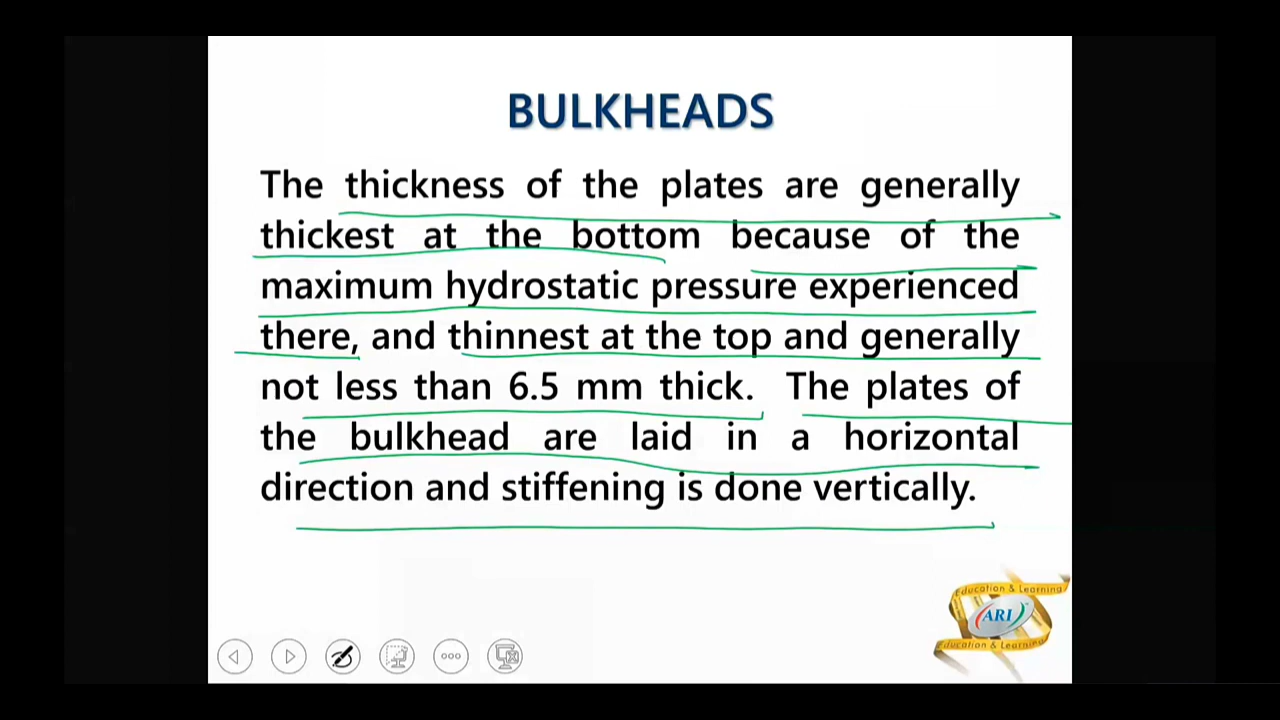 BULKHEADS
The thickness of the plates are generally
thickest at the bottom because of the
maximum hydrostatic pressure experienced
there, and thinnest at the top and generally
not less than 6.5 mm thick. The plates of
the bulkhead are laid in a horizontal
direction and stiffening is done vertically.
Education & Learning
ARI
Education & Learning